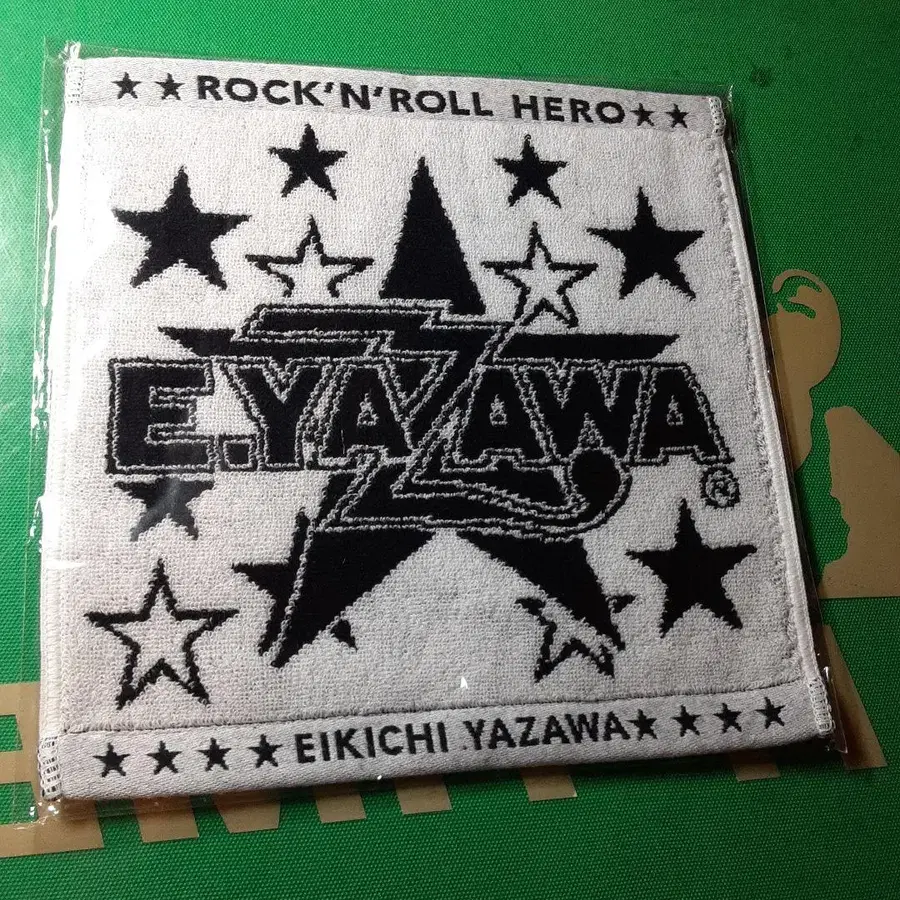 ★★ROCK'N'ROLL HERO★★
E.YAZAWA®
★★★★EIKICHI YAZAWA★★★★